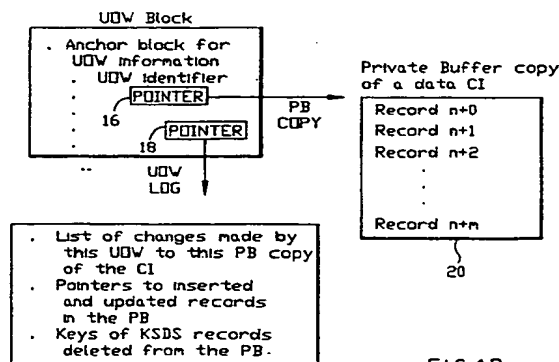 UOW Block
. Anchor block for
UOW information
. UOW identifier
. POINTER
16
.
. 18 POINTER
.
..
UOW
LOG
PB
COPY
Private Buffer copy
of a data CI
Record n+0
Record n+1
Record n+2
.
.
.
Record n+m
20
. List of changes made by
this UOW to this PB copy
of the CI
. Pointers to inserted
and updated records
in the PB
. Keys of KSDS records
deleted from the PB.